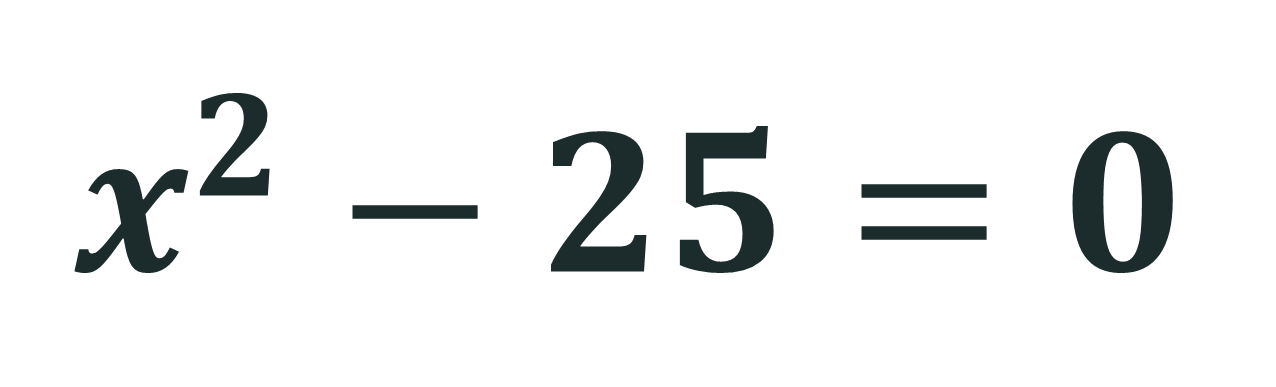 x² − 25 = 0